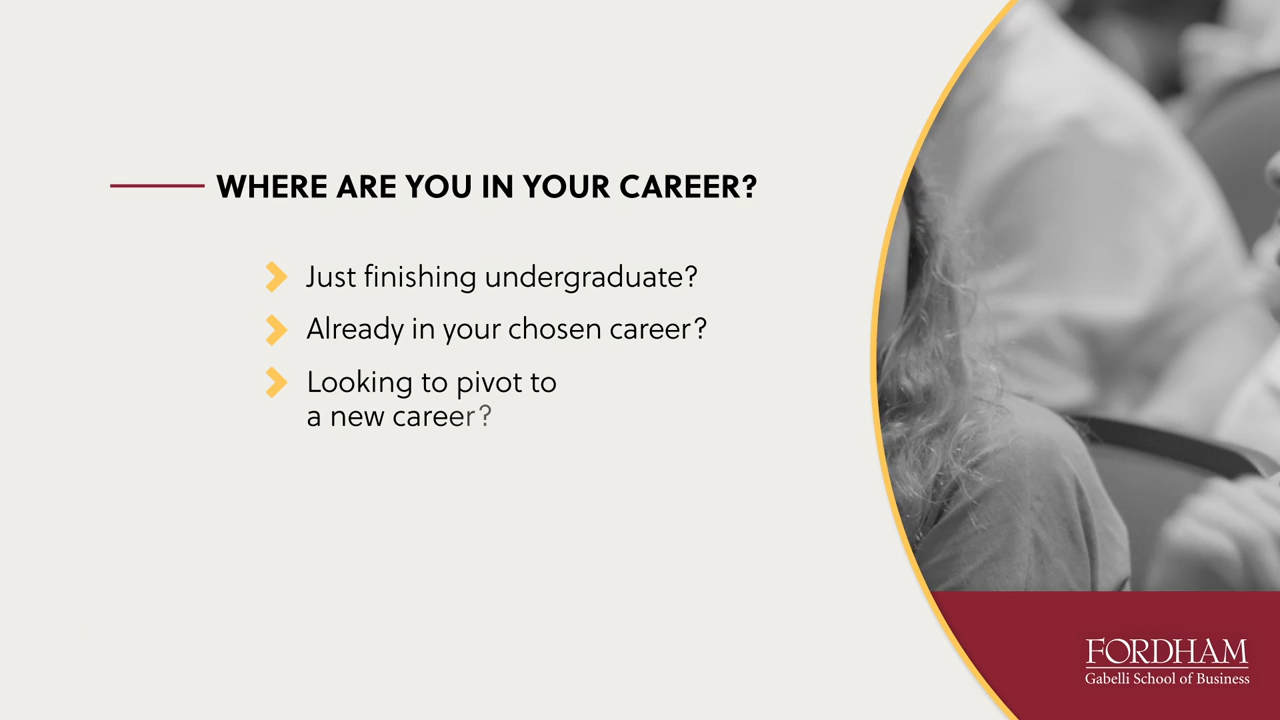 WHERE ARE YOU IN YOUR CAREER?
Just finishing undergraduate?
Already in your chosen career?
Looking to pivot to
a new career?
FORDHAM
Gabelli School of Business